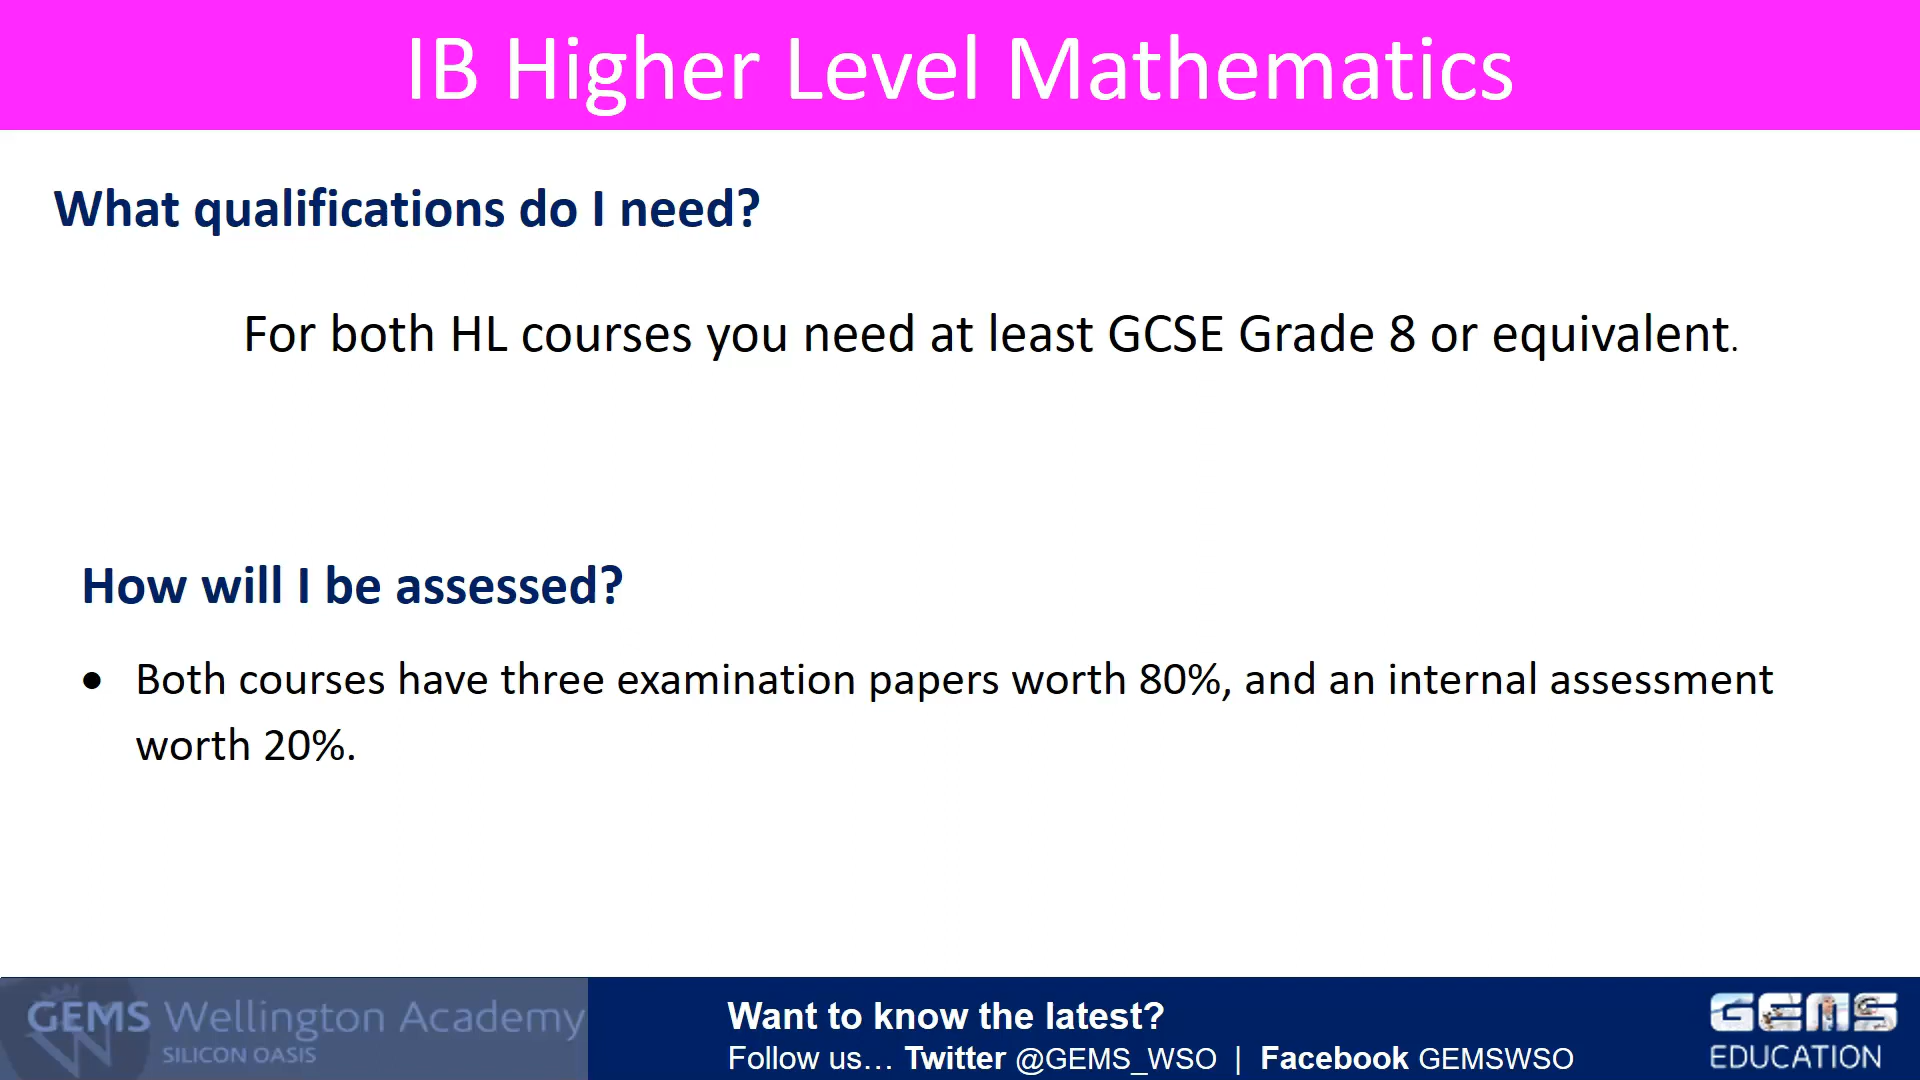 IB Higher Level Mathematics
What qualifications do I need?
For both HL courses you need at least GCSE Grade 8 or equivalent.
How will I be assessed?
● Both courses have three examination papers worth 80%, and an internal assessment
worth 20%.
GEMS Wellington Academy
SILICON OASIS
Want to know the latest?
Follow us... Twitter @GEMS_WSO | Facebook GEMSWSO
GEMS
EDUCATION